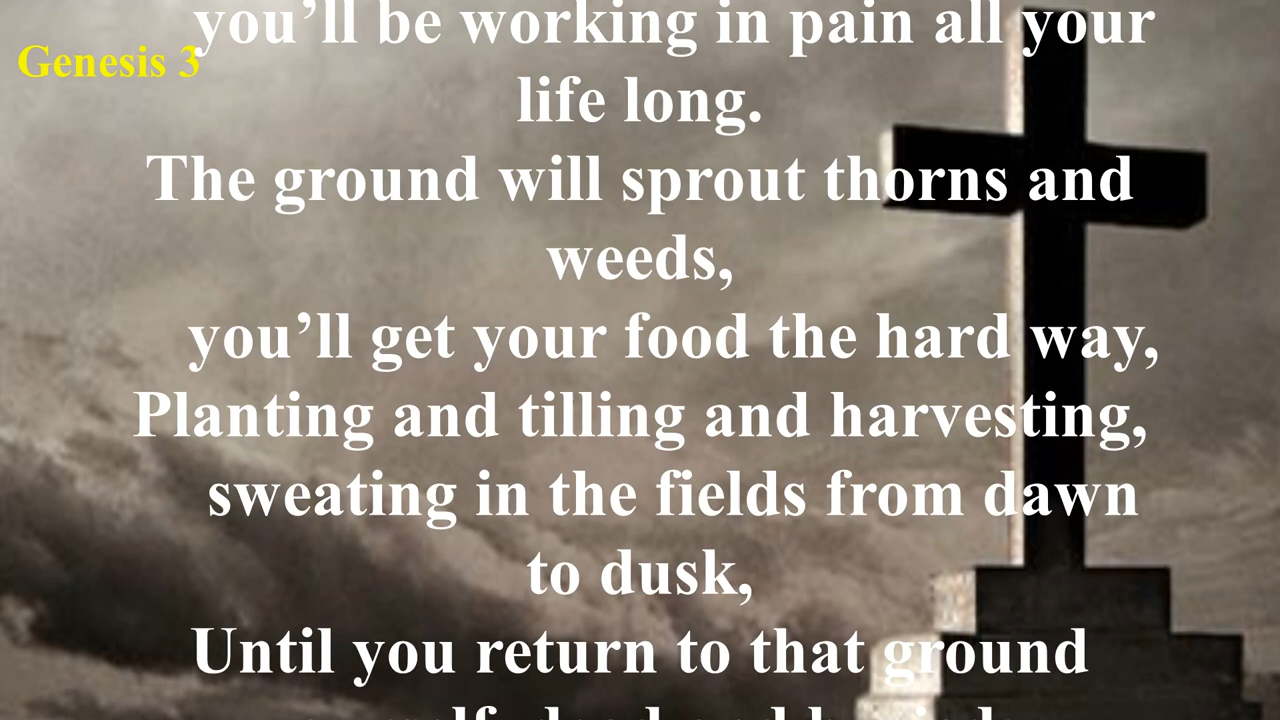 Genesis 3
you’ll be working in pain all your
life long.
The ground will sprout thorns and
weeds,
you’ll get your food the hard way,
Planting and tilling and harvesting,
sweating in the fields from dawn
to dusk,
Until you return to that ground